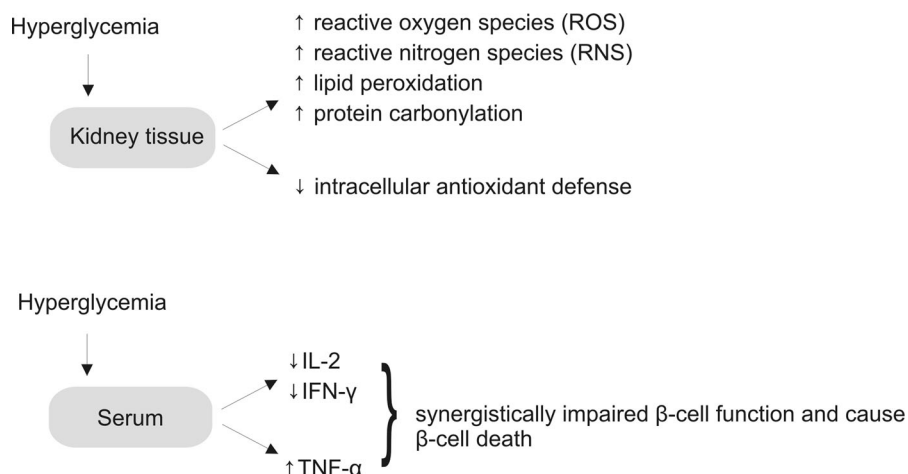 Hyperglycemia
↑ reactive oxygen species (ROS)
↑ reactive nitrogen species (RNS)
↑ lipid peroxidation
↑ protein carbonylation
Kidney tissue
↓ intracellular antioxidant defense
Hyperglycemia
↓IL-2
↓IFN-γ
Serum
synergistically impaired β-cell function and cause
β-cell death
↑TNF-α